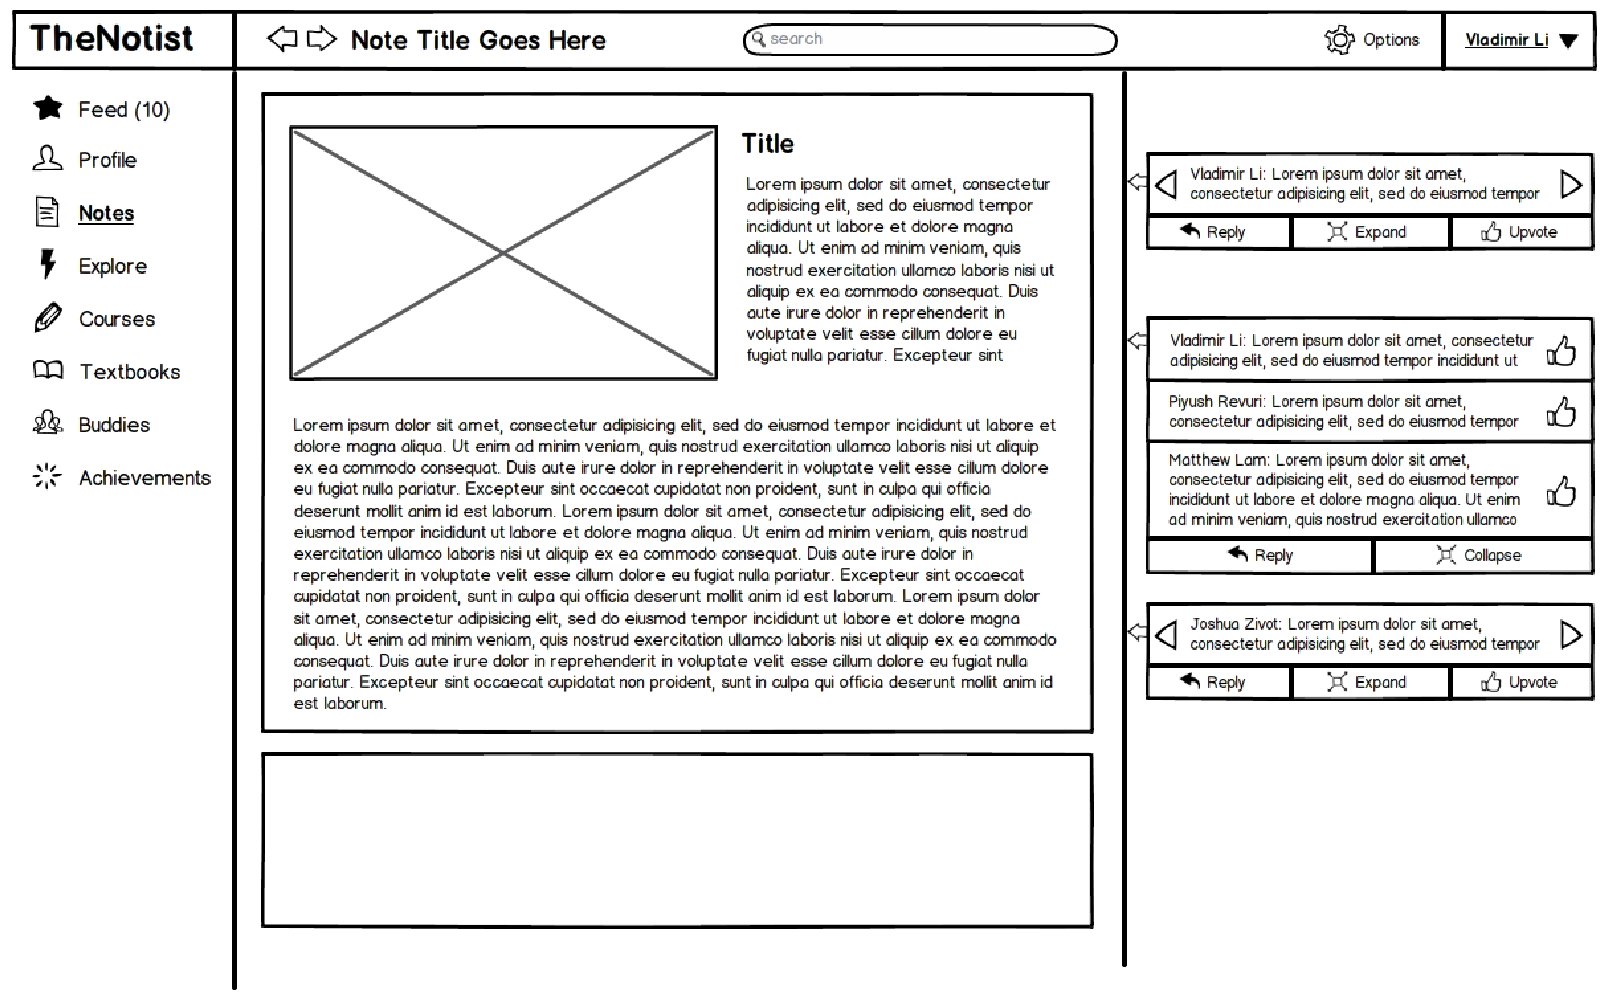 TheNotist
Note Title Goes Here
search
Options
Vladimir Li
Feed (10)
Profile
Notes
Explore
Courses
Textbooks
Buddies
Achievements
Title
Lorem ipsum dolor sit amet, consectetur
adipisicing elit, sed do eiusmod tempor
incididunt ut labore et dolore magna
aliqua. Ut enim ad minim veniam, quis
nostrud exercitation ullamco laboris nisi ut
aliquip ex ea commodo consequat. Duis
aute irure dolor in reprehenderit in
voluptate velit esse cillum dolore eu
fugiat nulla pariatur. Excepteur sint
Lorem ipsum dolor sit amet, consectetur adipisicing elit, sed do eiusmod tempor incididunt ut labore et
dolore magna aliqua. Ut enim ad minim veniam, quis nostrud exercitation ullamco laboris nisi ut aliquip
ex ea commodo consequat. Duis aute irure dolor in reprehenderit in voluptate velit esse cillum dolore
eu fugiat nulla pariatur. Excepteur sint occaecat cupidatat non proident, sunt in culpa qui officia
deserunt mollit anim id est laborum. Lorem ipsum dolor sit amet, consectetur adipisicing elit, sed do
eiusmod tempor incididunt ut labore et dolore magna aliqua. Ut enim ad minim veniam, quis nostrud
exercitation ullamco laboris nisi ut aliquip ex ea commodo consequat. Duis aute irure dolor in
reprehenderit in voluptate velit esse cillum dolore eu fugiat nulla pariatur. Excepteur sint occaecat
cupidatat non proident, sunt in culpa qui officia deserunt mollit anim id est laborum. Lorem ipsum dolor
sit amet, consectetur adipisicing elit, sed do eiusmod tempor incididunt ut labore et dolore magna
aliqua. Ut enim ad minim veniam, quis nostrud exercitation ullamco laboris nisi ut aliquip ex ea commodo
consequat. Duis aute irure dolor in reprehenderit in voluptate velit esse cillum dolore eu fugiat nulla
pariatur. Excepteur sint occaecat cupidatat non proident, sunt in culpa qui officia deserunt mollit anim id
est laborum.
Vladimir Li: Lorem ipsum dolor sit amet,
consectetur adipisicing elit, sed do eiusmod tempor
Reply
Expand
Upvote
Vladimir Li: Lorem ipsum dolor sit amet, consectetur
adipisicing elit, sed do eiusmod tempor incididunt ut
Piyush Revuri: Lorem ipsum dolor sit amet,
consectetur adipisicing elit, sed do eiusmod tempor
Matthew Lam: Lorem ipsum dolor sit amet,
consectetur adipisicing elit, sed do eiusmod tempor
incididunt ut labore et dolore magna aliqua. Ut enim
ad minim veniam, quis nostrud exercitation ullamco
Reply
Collapse
Joshua Zivot: Lorem ipsum dolor sit amet,
consectetur adipisicing elit, sed do eiusmod tempor
Reply
Expand
Upvote